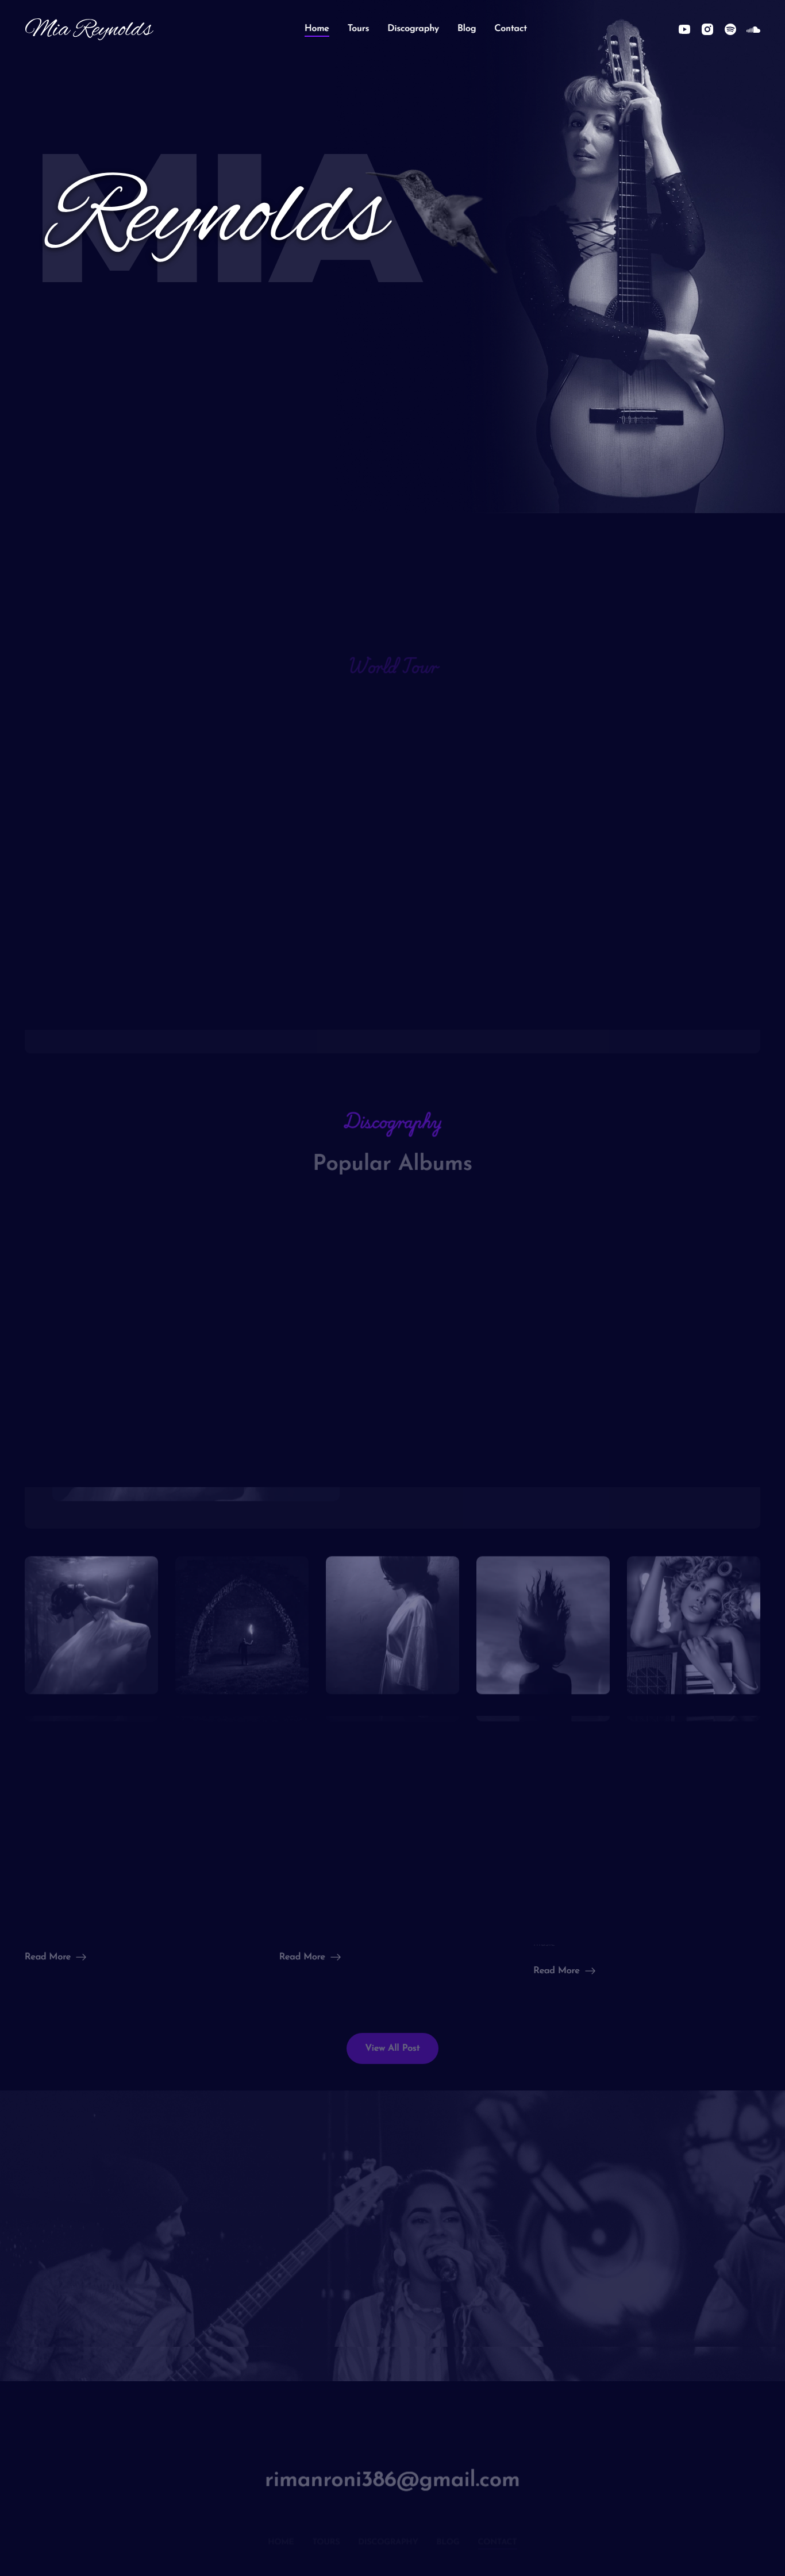 Mia Reynolds
Home Tours Discography Blog Contact
MIA
Reynolds
World Tour
Discography
Popular Albums
Read More
Read More
Read More
View All Post
rimanroni386@gmail.com
HOME TOURS DISCOGRAPHY BLOG CONTACT